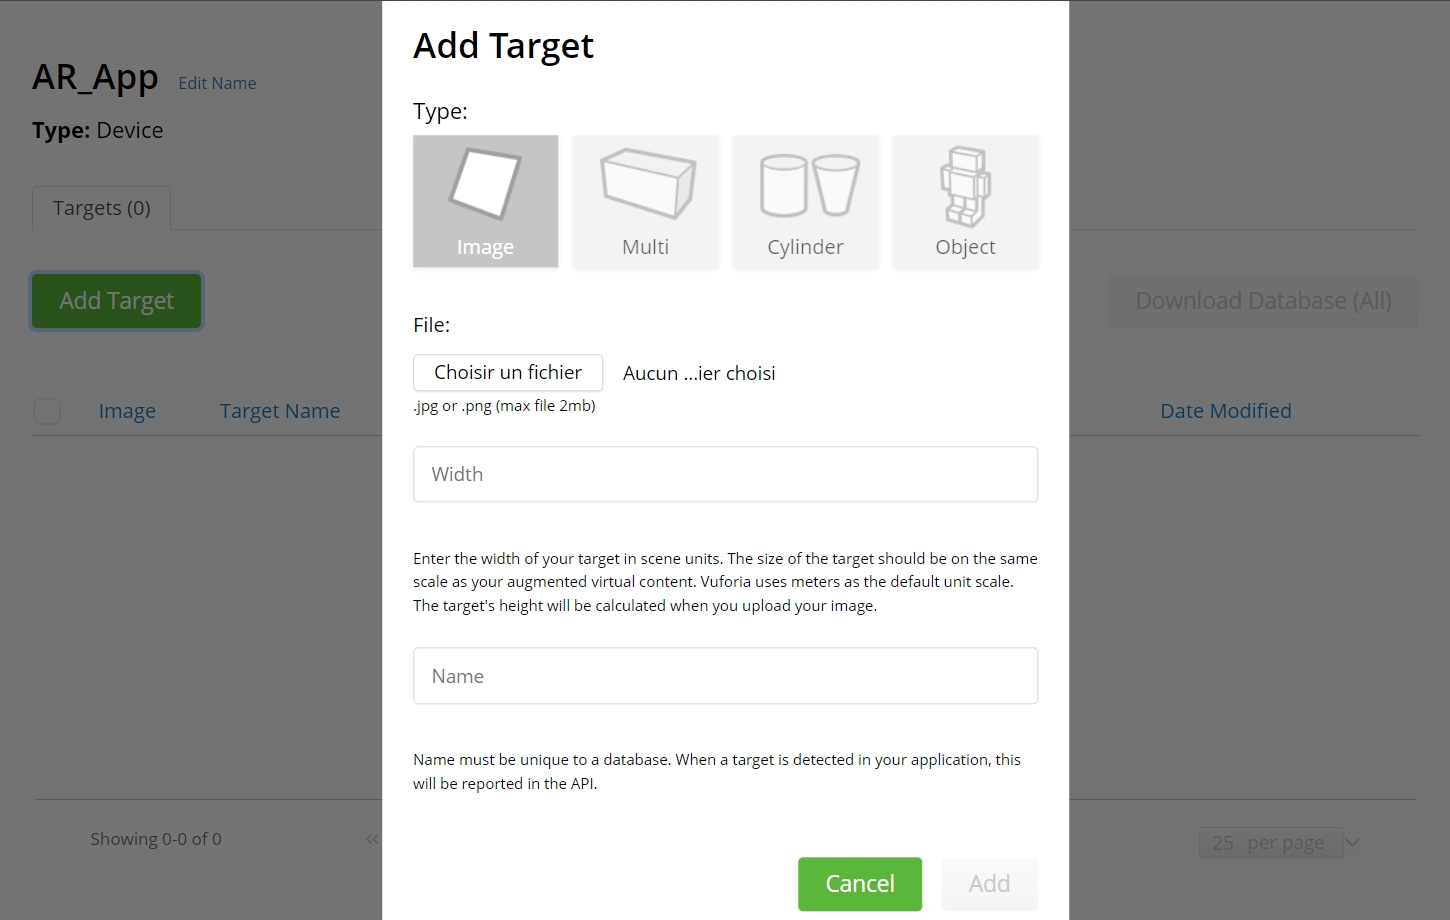 Add Target
AR_App Edit Name
Type: Device
Type:
Image Multi Cylinder Object
Targets (0)
Add Target
Download Database (All)
File:
Choisir un fichier Aucun ...ier choisi
.jpg or .png (max file 2mb)
Image Target Name Date Modified
Width
Enter the width of your target in scene units. The size of the target should be on the same
scale as your augmented virtual content. Vuforia uses meters as the default unit scale.
The target's height will be calculated when you upload your image.
Name
Name must be unique to a database. When a target is detected in your application, this
will be reported in the API.
Showing 0-0 of 0 «
25 per page
Cancel Add